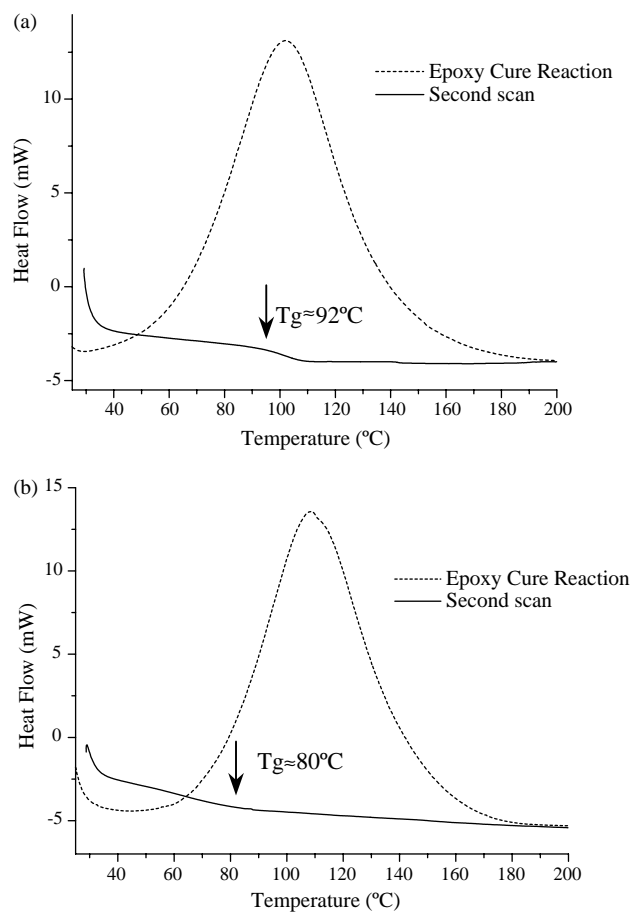 (a)
Epoxy Cure Reaction
Second scan
10
5
0
-5
Heat Flow (mW)
Tg≈92ºC
40 60 80 100 120 140 160 180 200
Temperature (ºC)
(b)
15
10
5
0
-5
Heat Flow (mW)
Epoxy Cure Reaction
Second scan
Tg≈80ºC
40 60 80 100 120 140 160 180 200
Temperature (ºC)